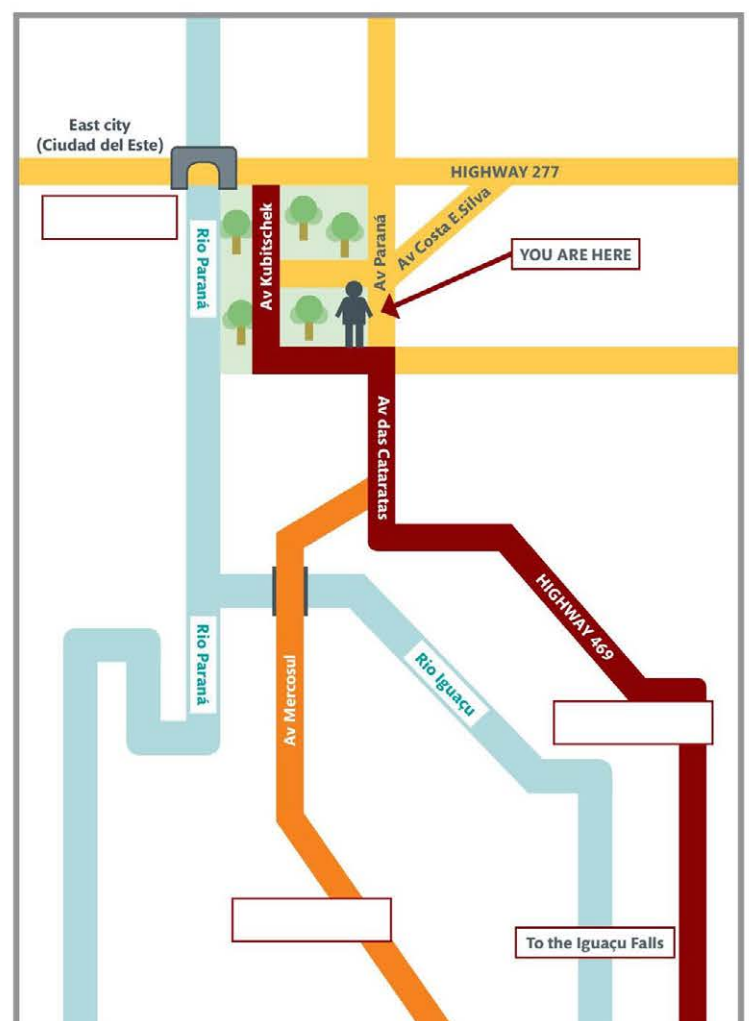 East city
(Ciudad del Este)
HIGHWAY 277
Av Costa E.Silva
Av Paraná
Av Kubitschek
Rio Paraná
YOU ARE HERE
Av das Cataratas
HIGHWAY 469
Rio Paraná
Av Mercosul
Rio Iguaçu
To the Iguaçu Falls